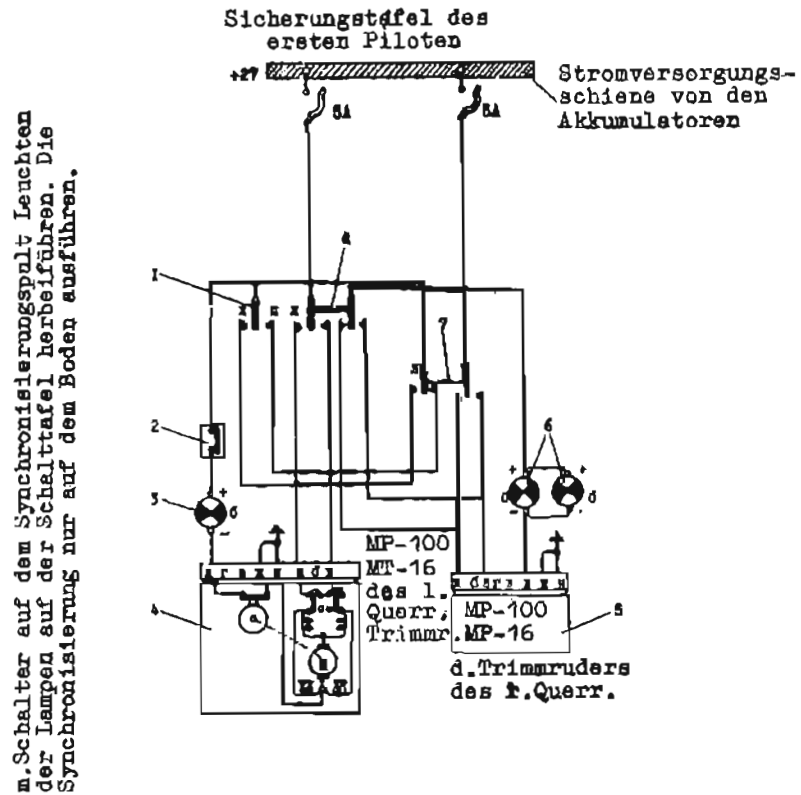 Sicherungstafel des
ersten Piloten
+27
Stromversorgungs-
schiene von den
Akkumulatoren
5A
5A
1
7
2
3
+
б
-
6
+
+
б
-
MP-100
MT-16
des l.
Querr.
Trimmr.
4
MP-100
MP-16
5
d.Trimmruders
des r.Querr.
m.Schalter auf dem Synchronisierungspult Leuchten
der Lampen auf der Schalttafel herbeiführen. Die
Synchronisierung nur auf dem Boden ausführen.